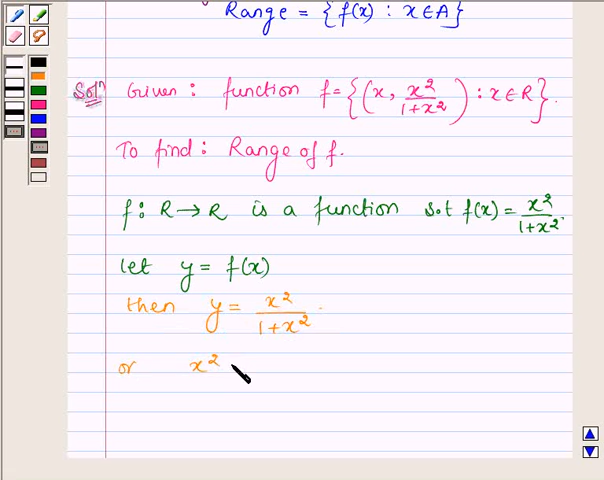 Range = {f(x) : x∈A}
Solⁿ Given : function f = {(x, x²/(1+x²)) : x∈R}.
To find : Range of f.
f : R → R is a function s.t f(x) = x²/(1+x²).
let y = f(x)
then y = x²/(1+x²).
or x²